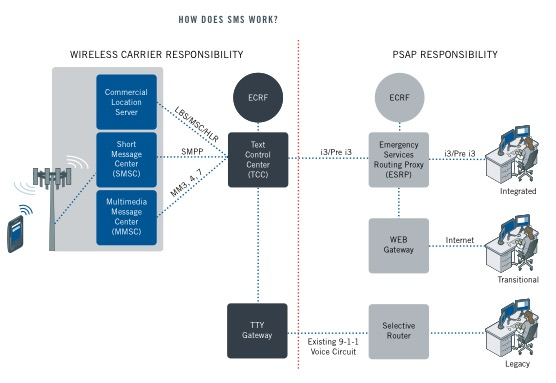 HOW DOES SMS WORK?
WIRELESS CARRIER RESPONSIBILITY
PSAP RESPONSIBILITY
Commercial
Location
Server
ECRF
ECRF
LBS/MSC/HLR
Short
Message
Center
(SMSC)
SMPP
Text
Control
Center
(TCC)
i3/Pre i3
Emergency
Services
Routing Proxy
(ESRP)
i3/Pre i3
Integrated
MM3, 4, 7
Multimedia
Message
Center
(MMSC)
WEB
Gateway
Internet
Transitional
TTY
Gateway
Existing 9-1-1
Voice Circuit
Selective
Router
Legacy